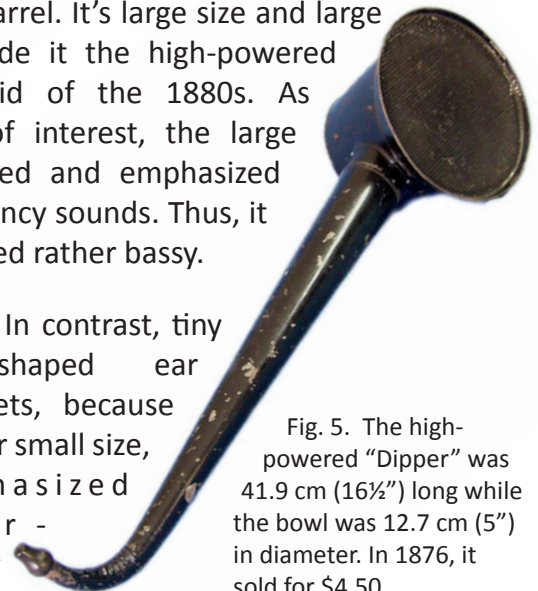 arrel. It's large size and large
de it the high-powered
id of the 1880s. As
of interest, the large
ed and emphasized
ncy sounds. Thus, it
ed rather bassy.
In contrast, tiny
shaped ear
ets, because
r small size,
asized
r -
Fig. 5. The high-
powered “Dipper” was
41.9 cm (16½”) long while
the bowl was 12.7 cm (5”)
in diameter. In 1876, it
sold for $4.50